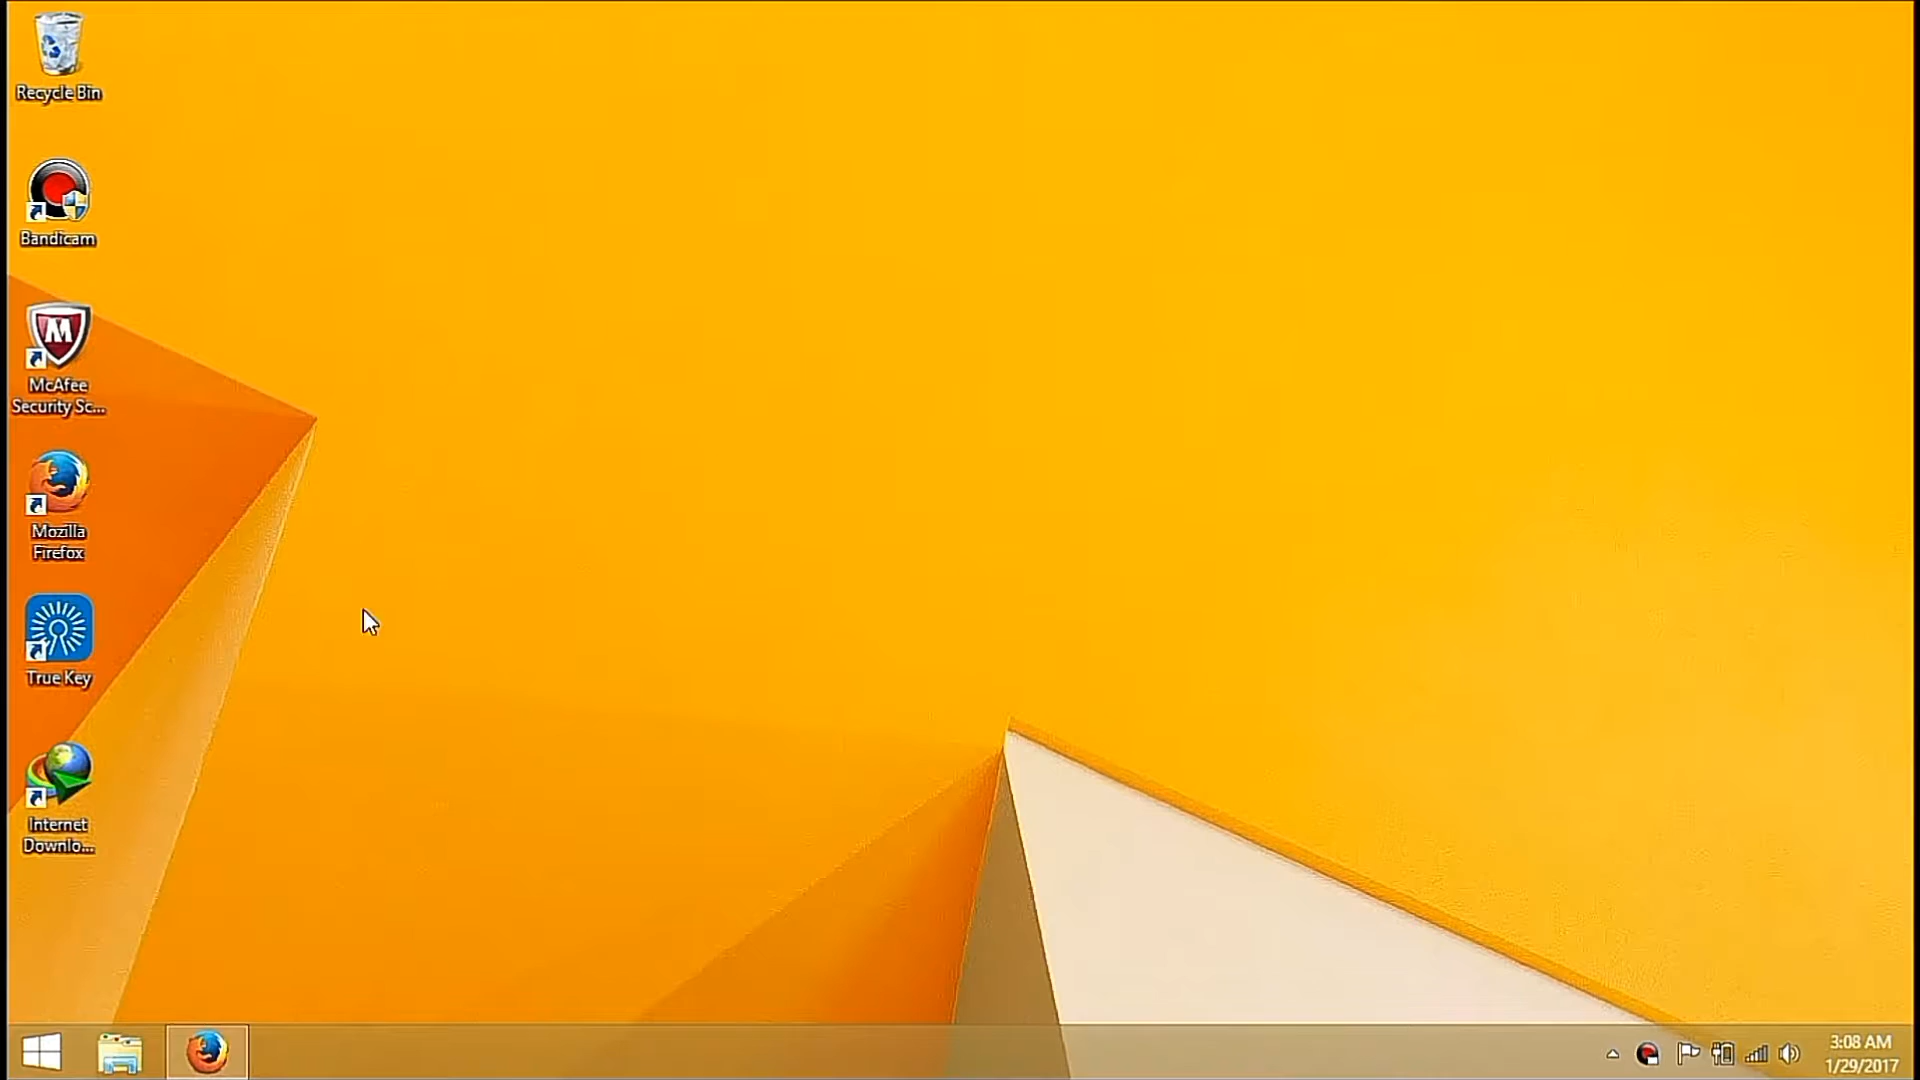 Recycle Bin
Bandicam
McAfee
Security Sc...
Mozilla
Firefox
True Key
Internet
Downlo...
3:08 AM
1/29/2017